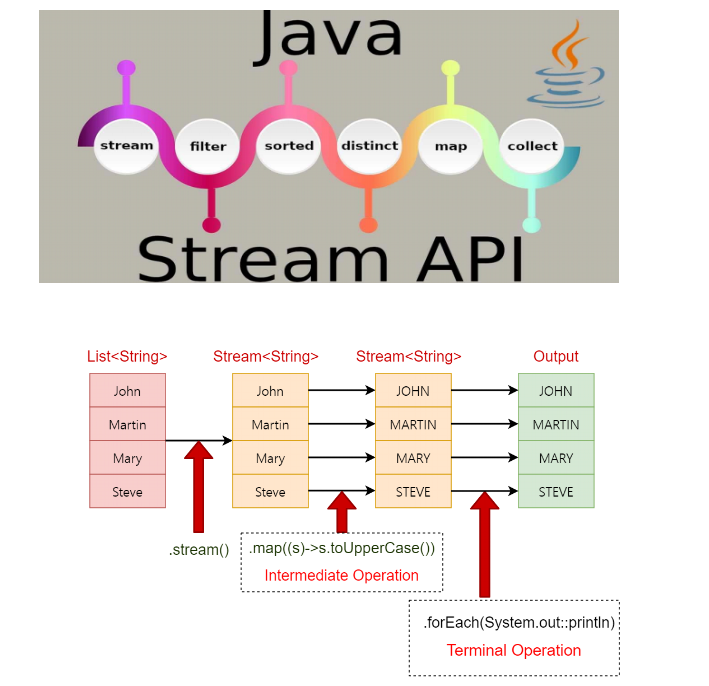 Java
stream filter sorted distinct map collect
Stream API
List<String> Stream<String> Stream<String> Output
John John JOHN JOHN
Martin Martin MARTIN MARTIN
Mary Mary MARY MARY
Steve Steve STEVE STEVE
.stream() .map((s)->s.toUpperCase())
Intermediate Operation
.forEach(System.out::println)
Terminal Operation